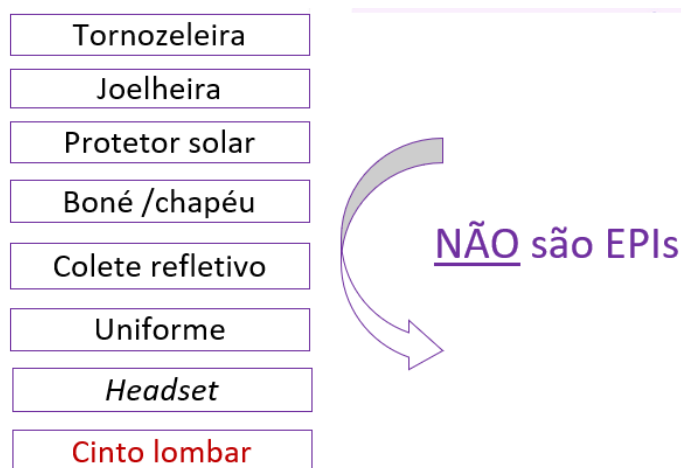 Tornozeleira
Joelheira
Protetor solar
Boné /chapéu
Colete refletivo
Uniforme
Headset
Cinto lombar
NÃO são EPIs